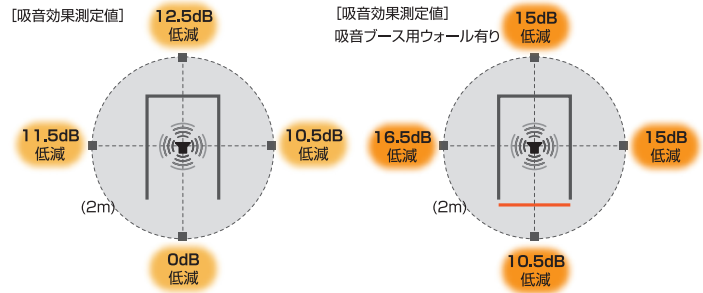 [吸音効果測定値]
12.5dB
低減
11.5dB
低減
10.5dB
低減
(2m)
0dB
低減
[吸音効果測定値]
吸音ブース用ウォール有り
15dB
低減
16.5dB
低減
15dB
低減
(2m)
10.5dB
低減